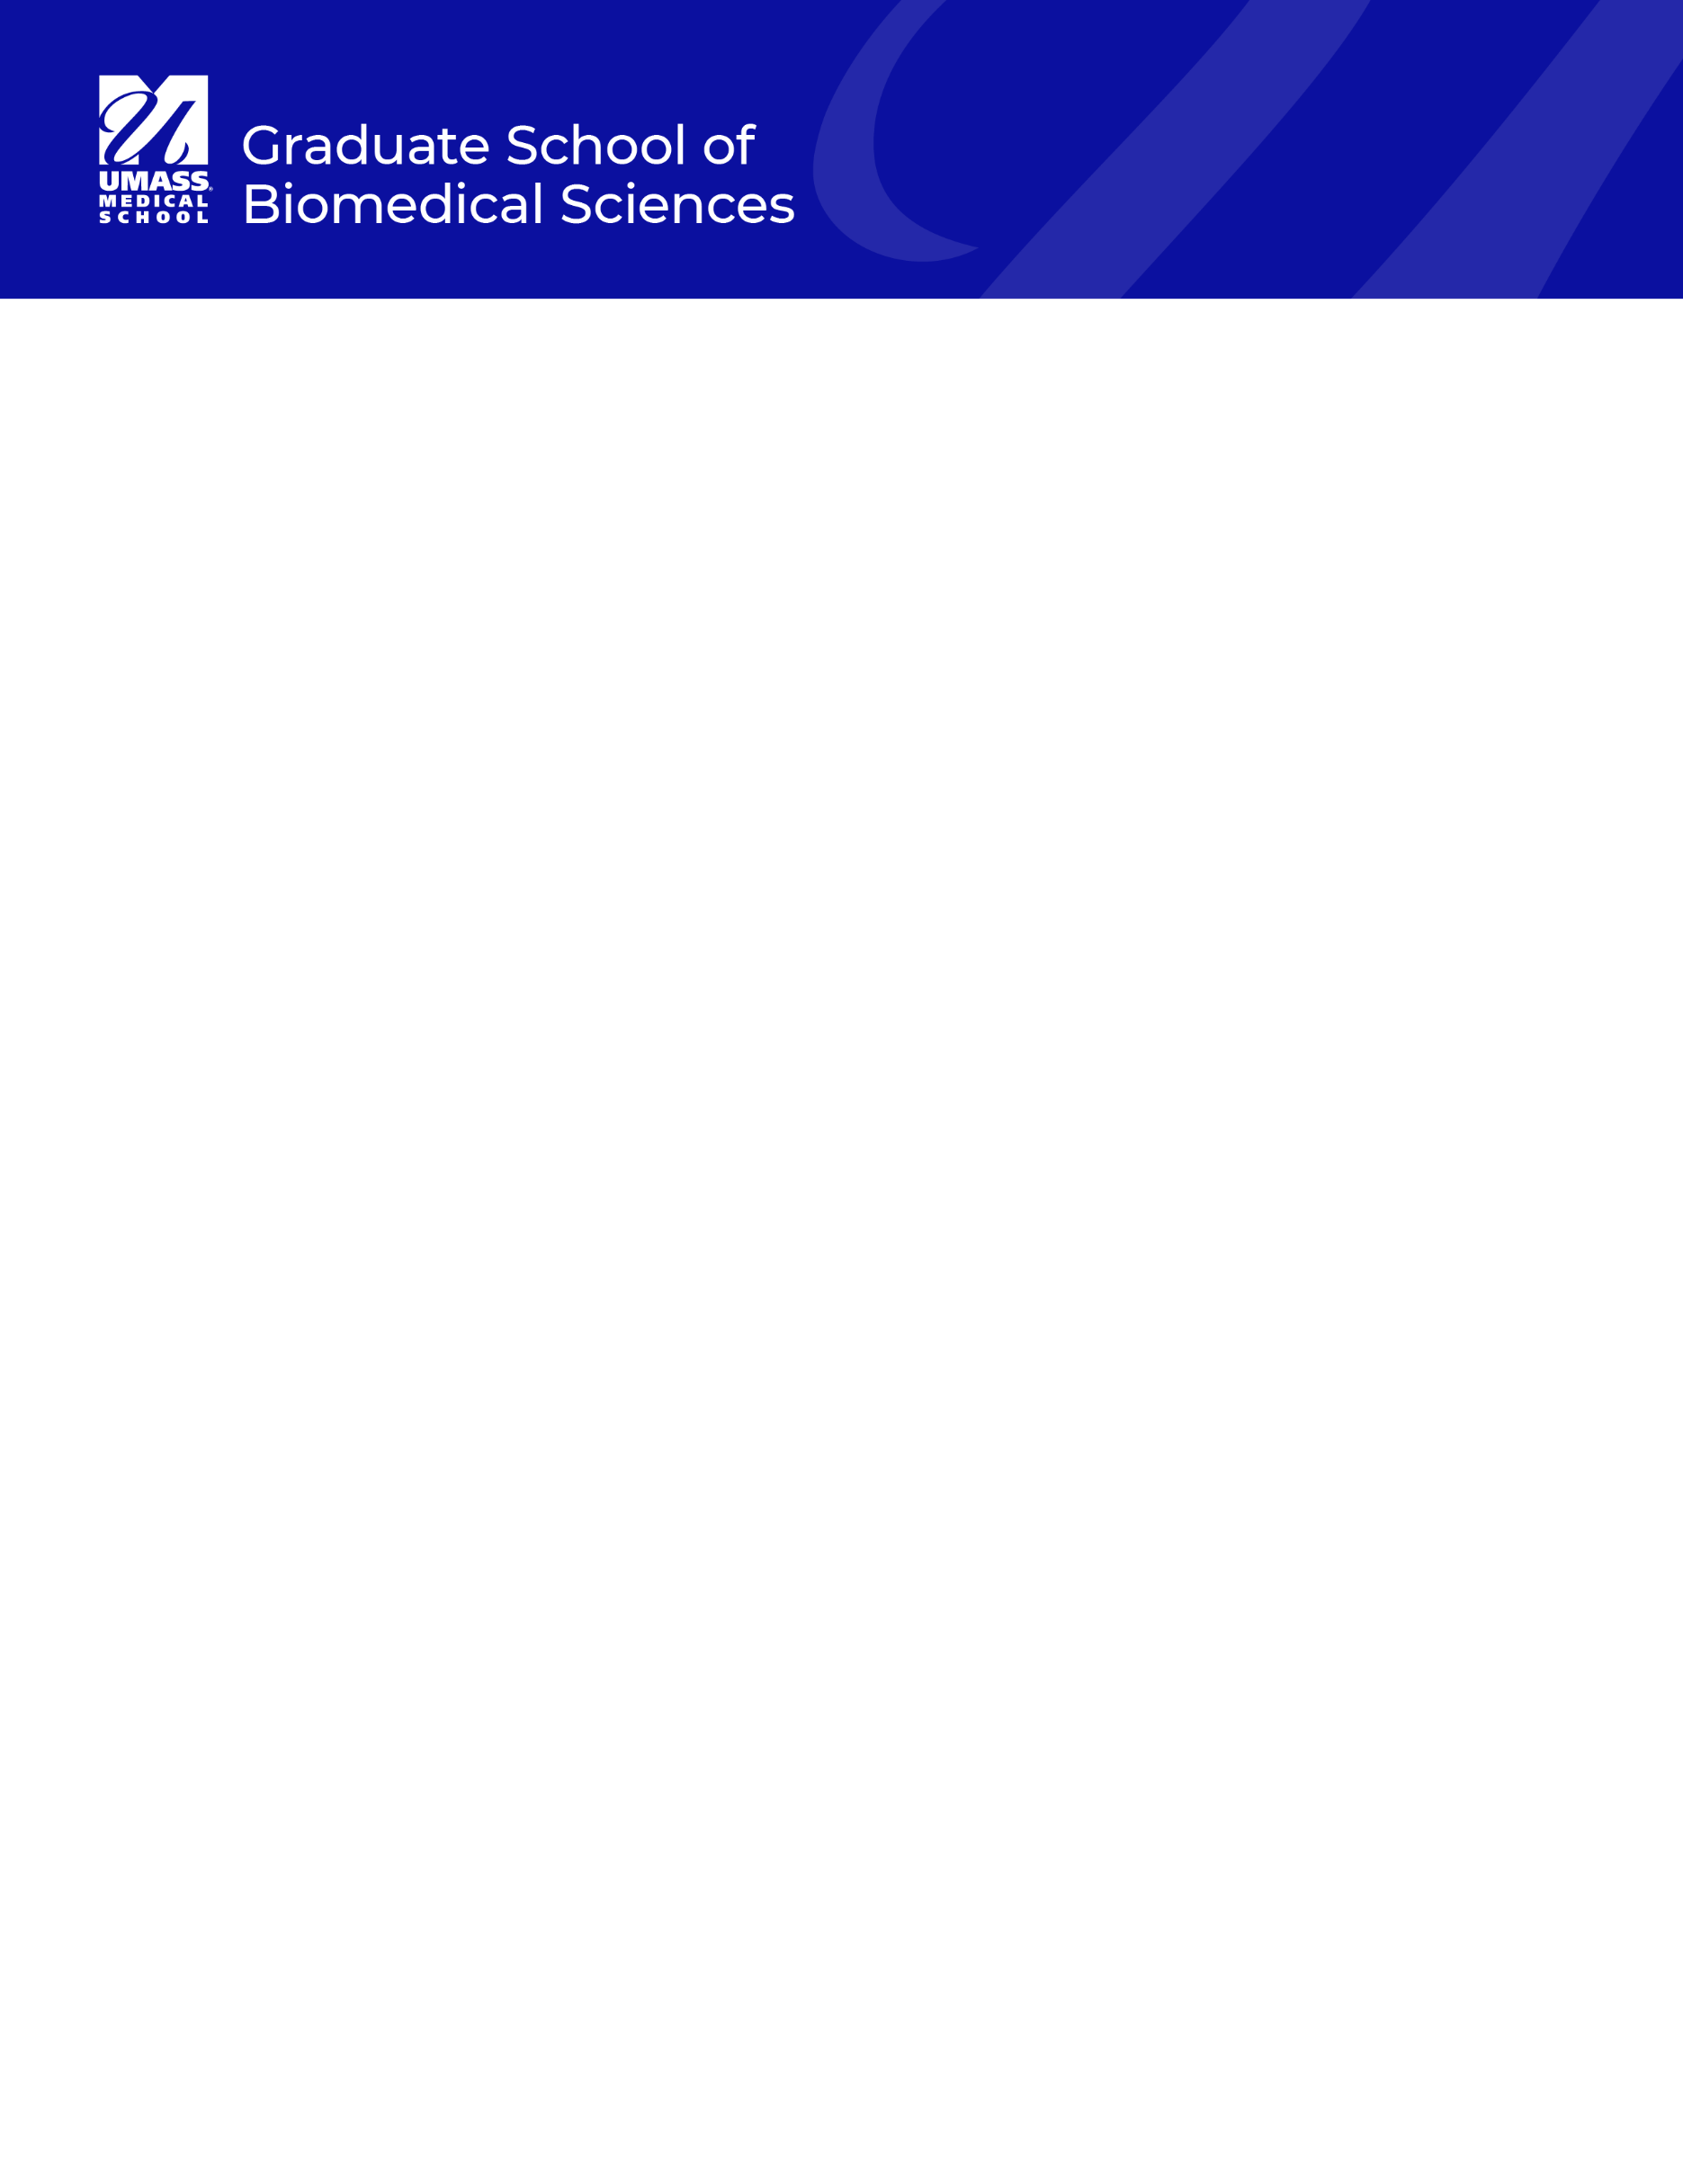 UMASS®
MEDICAL
SCHOOL
Graduate School of
Biomedical Sciences